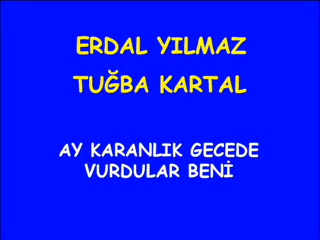 ERDAL YILMAZ
TUĞBA KARTAL
AY KARANLIK GECEDE
VURDULAR BENİ